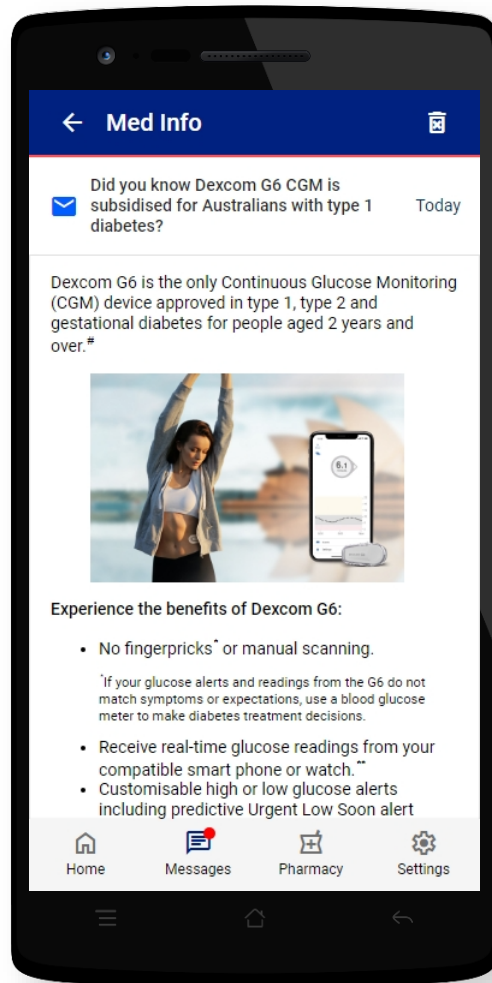 Med Info
Did you know Dexcom G6 CGM is
subsidised for Australians with type 1
diabetes?
Today
Dexcom G6 is the only Continuous Glucose Monitoring
(CGM) device approved in type 1, type 2 and
gestational diabetes for people aged 2 years and
over.#
6.1
Experience the benefits of Dexcom G6:
• No fingerpricks* or manual scanning.
*If your glucose alerts and readings from the G6 do not
match symptoms or expectations, use a blood glucose
meter to make diabetes treatment decisions.
• Receive real-time glucose readings from your
compatible smart phone or watch.**
• Customisable high or low glucose alerts
including predictive Urgent Low Soon alert
Home
Messages
Pharmacy
Settings